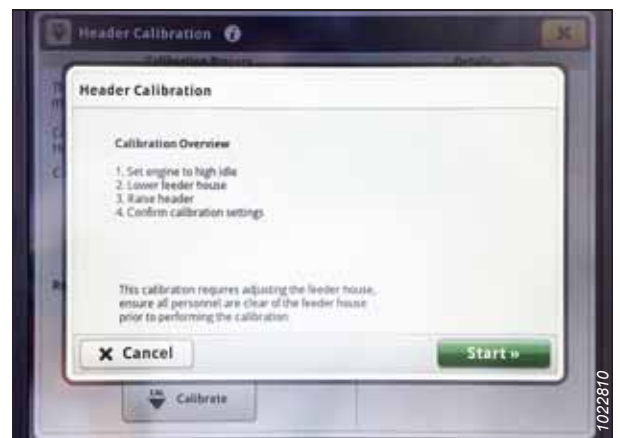 Header Calibration
Header Calibration
Calibration Overview
1. Set engine to high idle
2. Lower feeder house
3. Raise header
4. Confirm calibration settings
This calibration requires adjusting the feeder house,
ensure all personnel are clear of the feeder house
prior to performing the calibration
Cancel
Start »
CAL
Calibrate
1022810